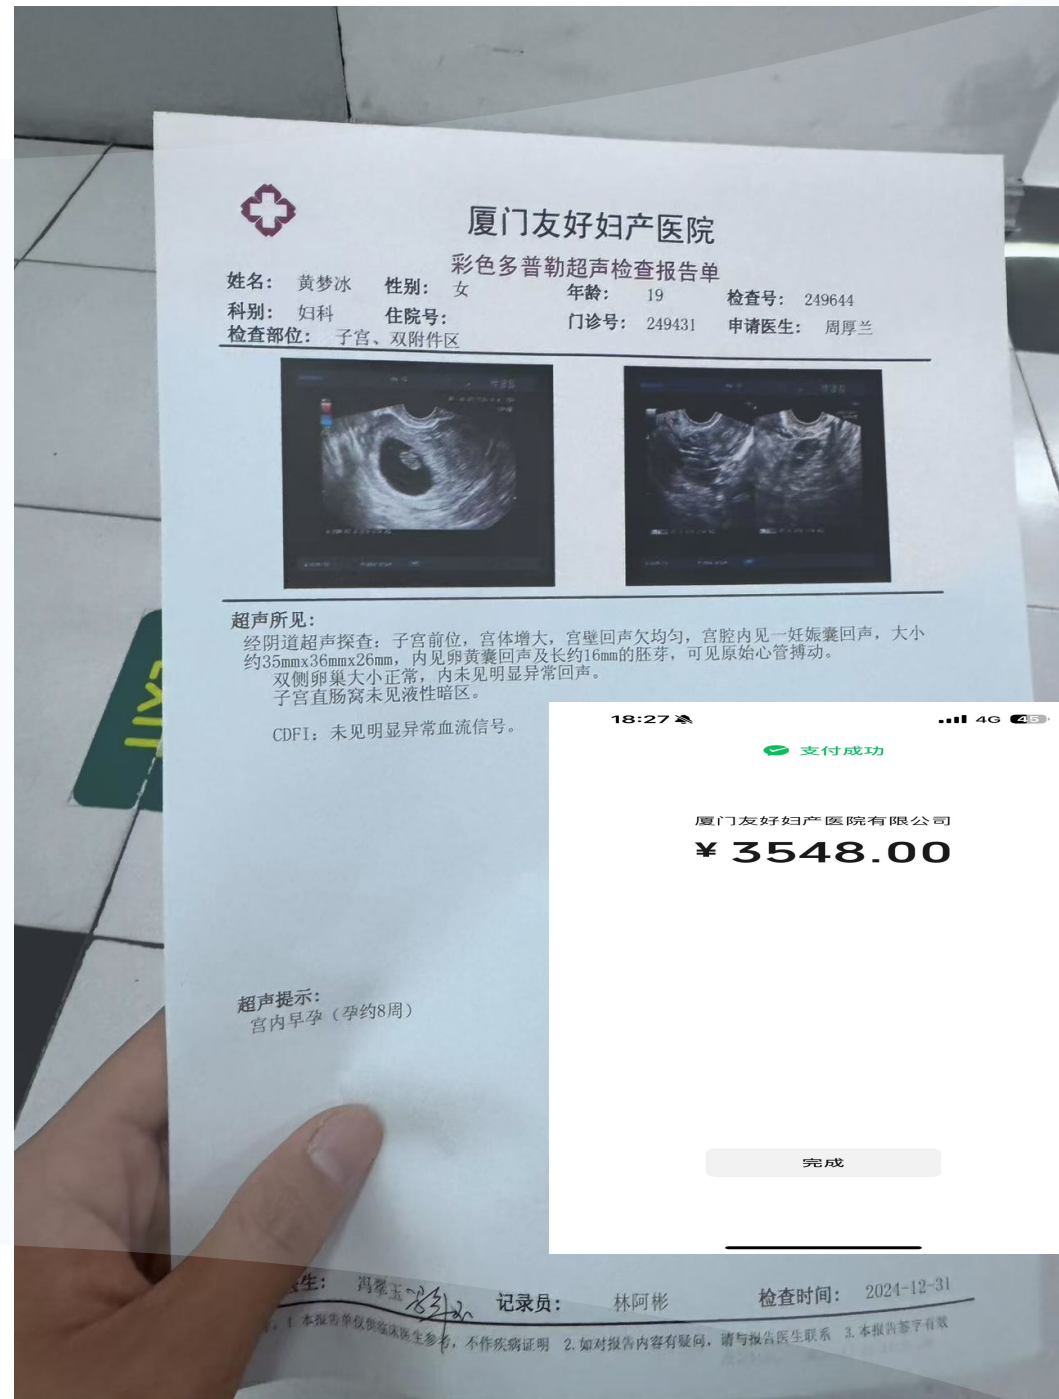 厦门友好妇产医院
彩色多普勒超声检查报告单
姓名： 黄梦冰 性别： 女 年龄： 19 检查号： 249644
科别： 妇科 住院号： 门诊号： 249431 申请医生： 周厚兰
检查部位： 子宫、双附件区
超声所见：
经阴道超声探查：子宫前位，宫体增大，宫壁回声欠均匀，宫腔内见一妊娠囊回声，大小
约35mmx36mmx26mm，内见卵黄囊回声及长约16mm的胚芽，可见原始心管搏动。
双侧卵巢大小正常，内未见明显异常回声。
子宫直肠窝未见液性暗区。
CDFI：未见明显异常血流信号。
18:27 4G 45
支付成功
厦门友好妇产医院有限公司
¥ 3548.00
完成
EXIT
超声提示：
宫内早孕（孕约8周）
生： 冯翠玉 记录员： 林阿彬 检查时间： 2024-12-31
1 本报告单仅供临床医生参考，不作疾病证明 2.如对报告内容有疑问，请与报告医生联系 3.本报告签字有效